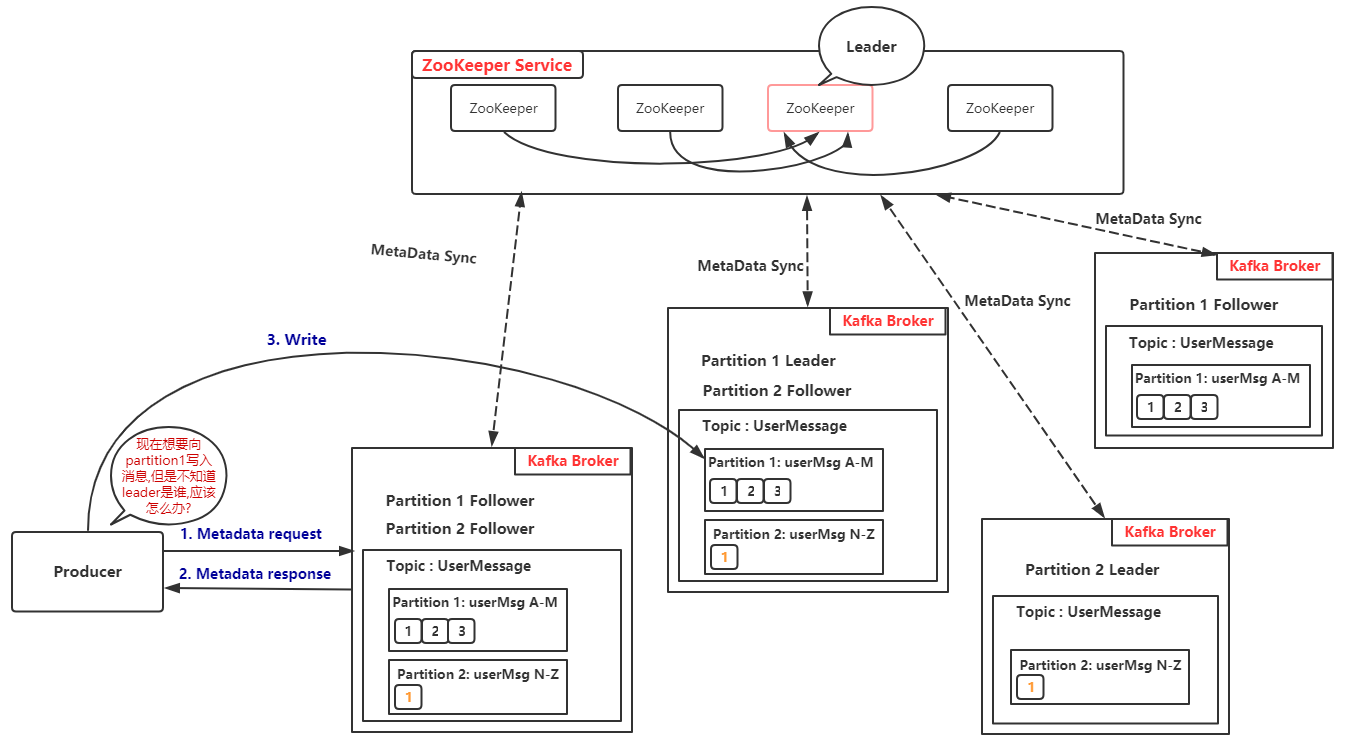 Leader
ZooKeeper Service
ZooKeeper
ZooKeeper
ZooKeeper
ZooKeeper
MetaData Sync
MetaData Sync
MetaData Sync
MetaData Sync
3. Write
现在想要向
partition1写入
消息,但是不知道
leader是谁,应该
怎么办?
Producer
1. Metadata request
2. Metadata response
Kafka Broker
Partition 1 Follower
Partition 2 Follower
Topic : UserMessage
Partition 1: userMsg A-M
1 2 3
Partition 2: userMsg N-Z
1
Kafka Broker
Partition 1 Leader
Partition 2 Follower
Topic : UserMessage
Partition 1: userMsg A-M
1 2 3
Partition 2: userMsg N-Z
1
Kafka Broker
Partition 1 Follower
Topic : UserMessage
Partition 1: userMsg A-M
1 2 3
Kafka Broker
Partition 2 Leader
Topic : UserMessage
Partition 2: userMsg N-Z
1